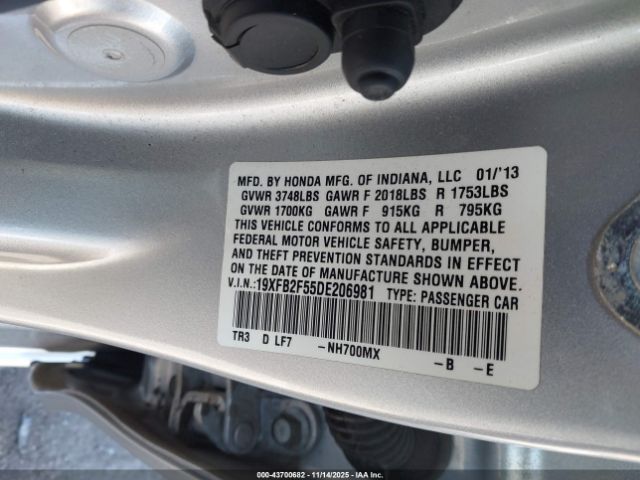 MFD. BY HONDA MFG. OF INDIANA, LLC 01/'13
GVWR 3748LBS GAWR F 2018LBS R 1753LBS
GVWR 1700KG GAWR F 915KG R 795KG
THIS VEHICLE CONFORMS TO ALL APPLICABLE
FEDERAL MOTOR VEHICLE SAFETY, BUMPER,
AND THEFT PREVENTION STANDARDS IN EFFECT
ON THE DATE OF MANUFACTURE SHOWN ABOVE.
V.I.N.:19XFB2F55DE206981 TYPE: PASSENGER CAR
TR3 D LF7 -NH700MX -B -E
000-43700682 - 11/14/2025 - IAAI.COM